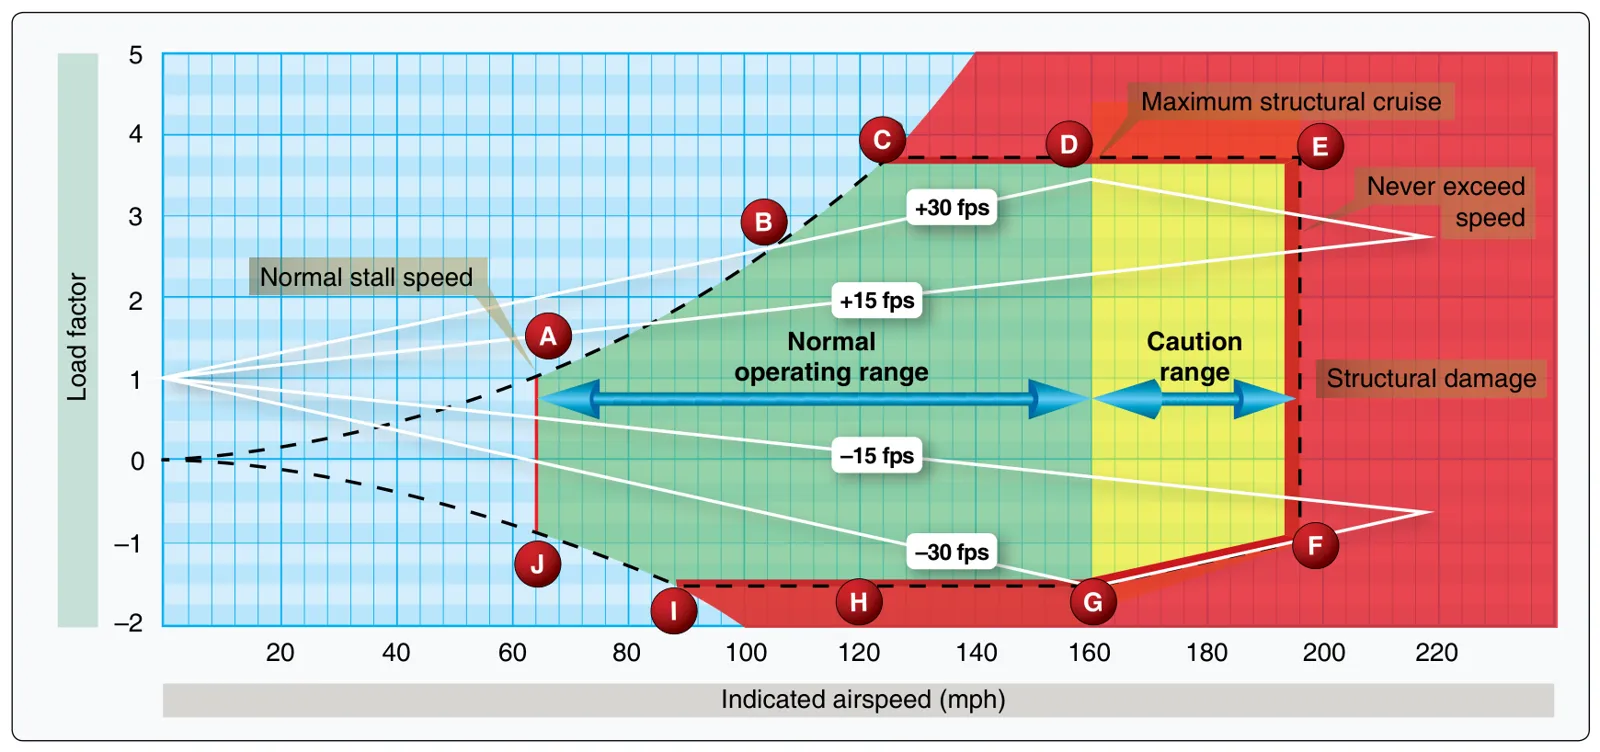 5
4
3
2
1
0
–1
–2
Load factor
Maximum structural cruise
C
D
E
Never exceed
speed
+30 fps
B
Normal stall speed
+15 fps
A
Normal
operating range
Caution
range
Structural damage
–15 fps
–30 fps
J
F
I
H
G
20 40 60 80 100 120 140 160 180 200 220
Indicated airspeed (mph)